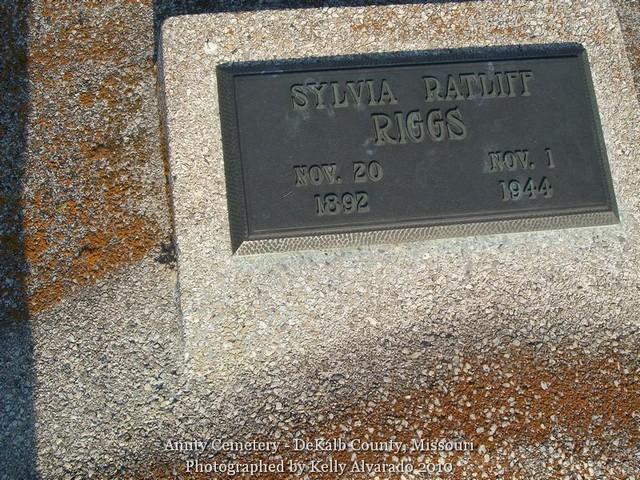 SYLVIA RATLIFF
RIGGS
NOV. 20 NOV. 1
1892 1944
Amity Cemetery - DeKalb County, Missouri
Photographed by Kelly Alvarado 2010